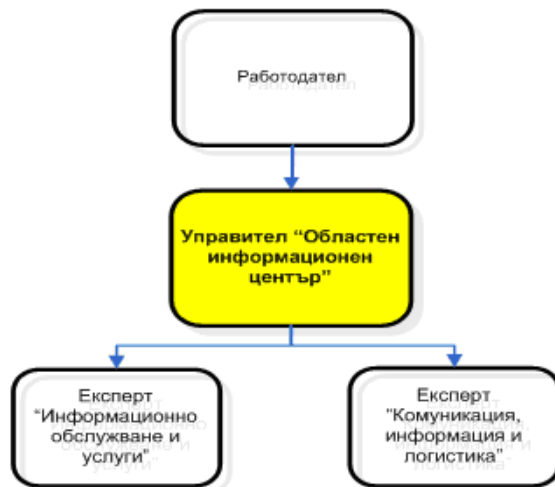 Работодател
Управител “Областен
информационен
център”
Експерт
“Информационно
обслужване и
услуги”
Експерт
"Комуникация,
информация и
логистика"